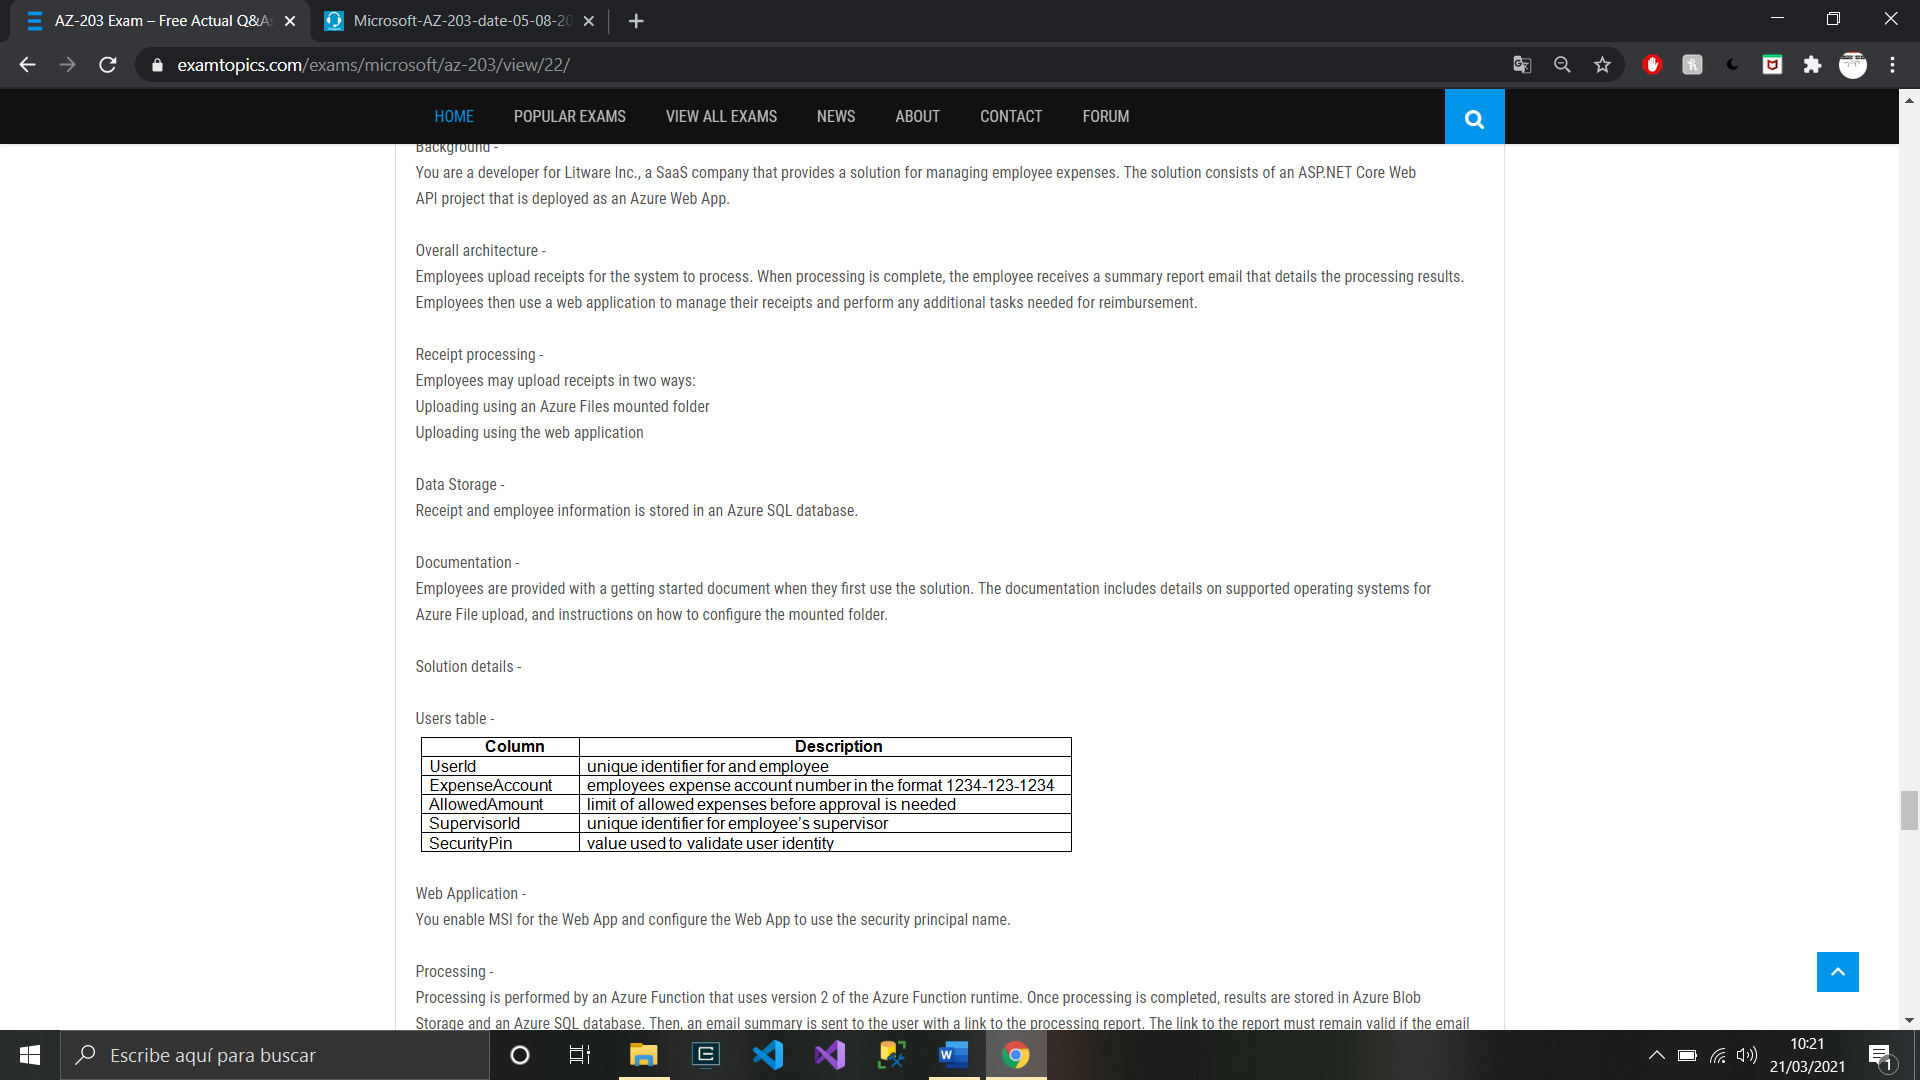 AZ-203 Exam – Free Actual Q&As
Microsoft-AZ-203-date-05-08-20
examtopics.com/exams/microsoft/az-203/view/22/
HOME POPULAR EXAMS VIEW ALL EXAMS NEWS ABOUT CONTACT FORUM
Background -
You are a developer for Litware Inc., a SaaS company that provides a solution for managing employee expenses. The solution consists of an ASP.NET Core Web
API project that is deployed as an Azure Web App.
Overall architecture -
Employees upload receipts for the system to process. When processing is complete, the employee receives a summary report email that details the processing results.
Employees then use a web application to manage their receipts and perform any additional tasks needed for reimbursement.
Receipt processing -
Employees may upload receipts in two ways:
Uploading using an Azure Files mounted folder
Uploading using the web application
Data Storage -
Receipt and employee information is stored in an Azure SQL database.
Documentation -
Employees are provided with a getting started document when they first use the solution. The documentation includes details on supported operating systems for
Azure File upload, and instructions on how to configure the mounted folder.
Solution details -
Users table -
Column Description
UserId unique identifier for and employee
ExpenseAccount employees expense account number in the format 1234-123-1234
AllowedAmount limit of allowed expenses before approval is needed
SupervisorId unique identifier for employee's supervisor
SecurityPin value used to validate user identity
Web Application -
You enable MSI for the Web App and configure the Web App to use the security principal name.
Processing -
Processing is performed by an Azure Function that uses version 2 of the Azure Function runtime. Once processing is completed, results are stored in Azure Blob
Storage and an Azure SQL database. Then, an email summary is sent to the user with a link to the processing report. The link to the report must remain valid if the email
Escribe aquí para buscar
10:21
21/03/2021
1